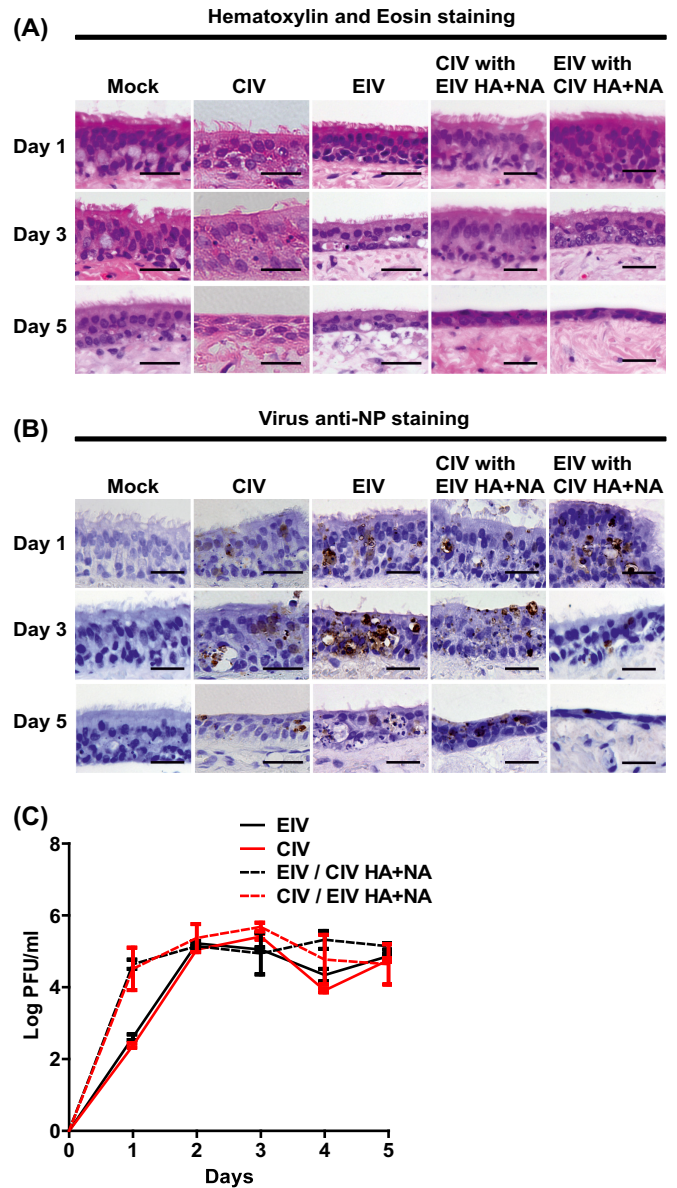 (A)
Hematoxylin and Eosin staining
Mock CIV EIV CIV with EIV HA+NA EIV with CIV HA+NA
Day 1
Day 3
Day 5
(B)
Virus anti-NP staining
Mock CIV EIV CIV with EIV HA+NA EIV with CIV HA+NA
Day 1
Day 3
Day 5
(C)
EIV
CIV
EIV / CIV HA+NA
CIV / EIV HA+NA
8
6
4
2
0
Log PFU/ml
0 1 2 3 4 5
Days